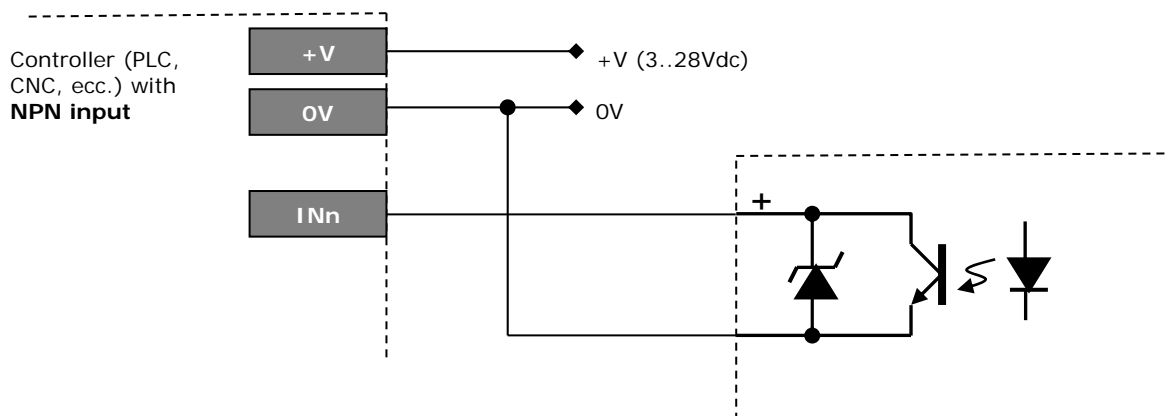 Controller (PLC,
CNC, ecc.) with
NPN input
+V
+V (3..28Vdc)
0V
0V
INn
+